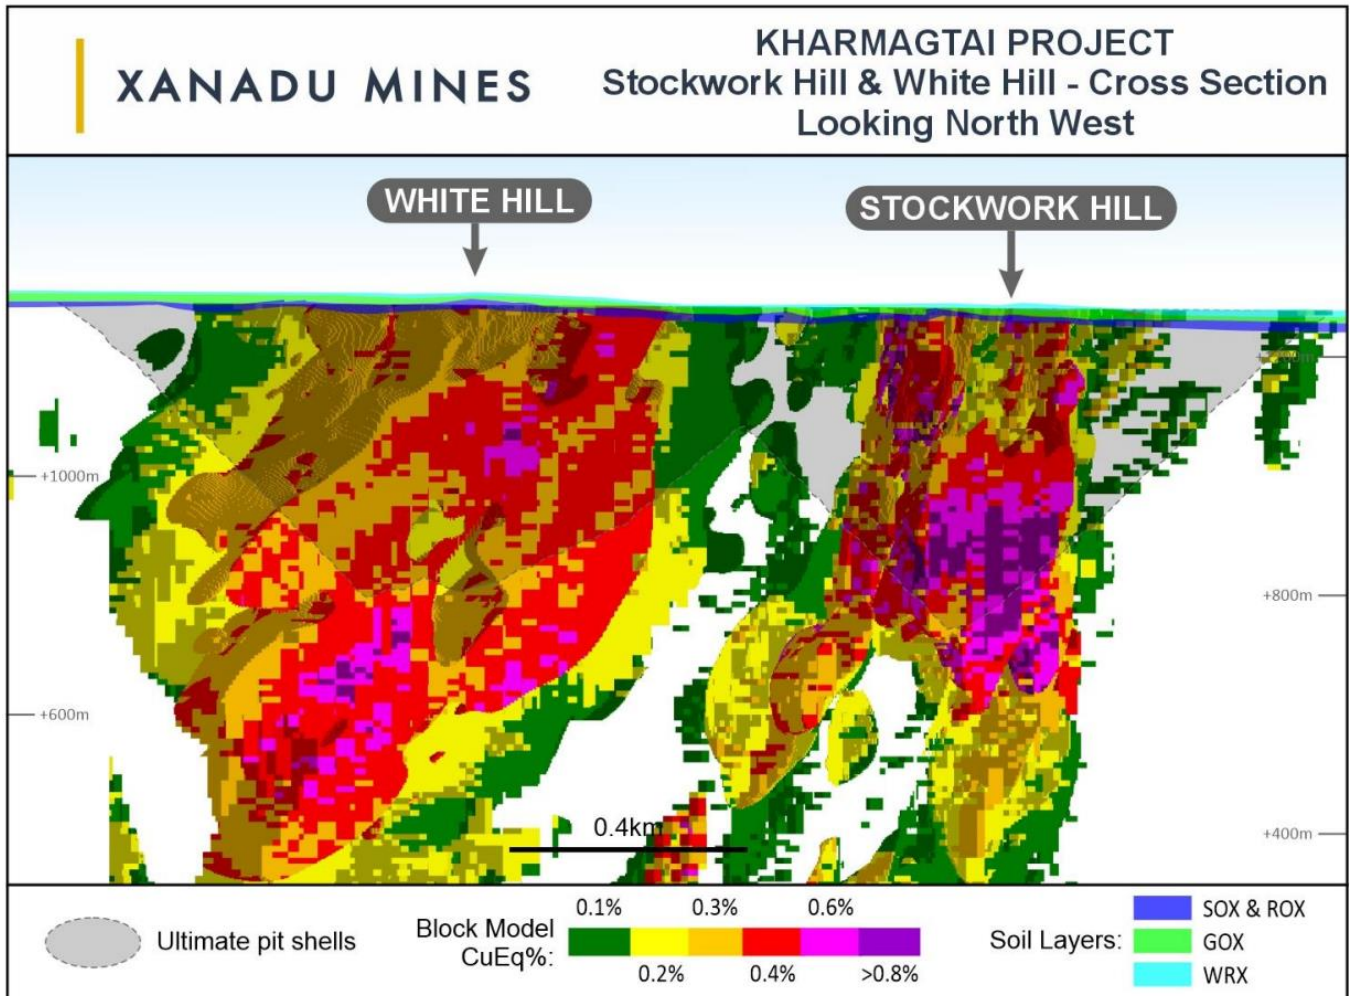 XANADU MINES
KHARMAGTAI PROJECT
Stockwork Hill & White Hill - Cross Section
Looking North West
WHITE HILL
STOCKWORK HILL
+1000m
+800m
+600m
+400m
0.4km
Ultimate pit shells
Block Model
CuEq%:
0.1%
0.3%
0.6%
0.2%
0.4%
>0.8%
Soil Layers:
SOX & ROX
GOX
WRX